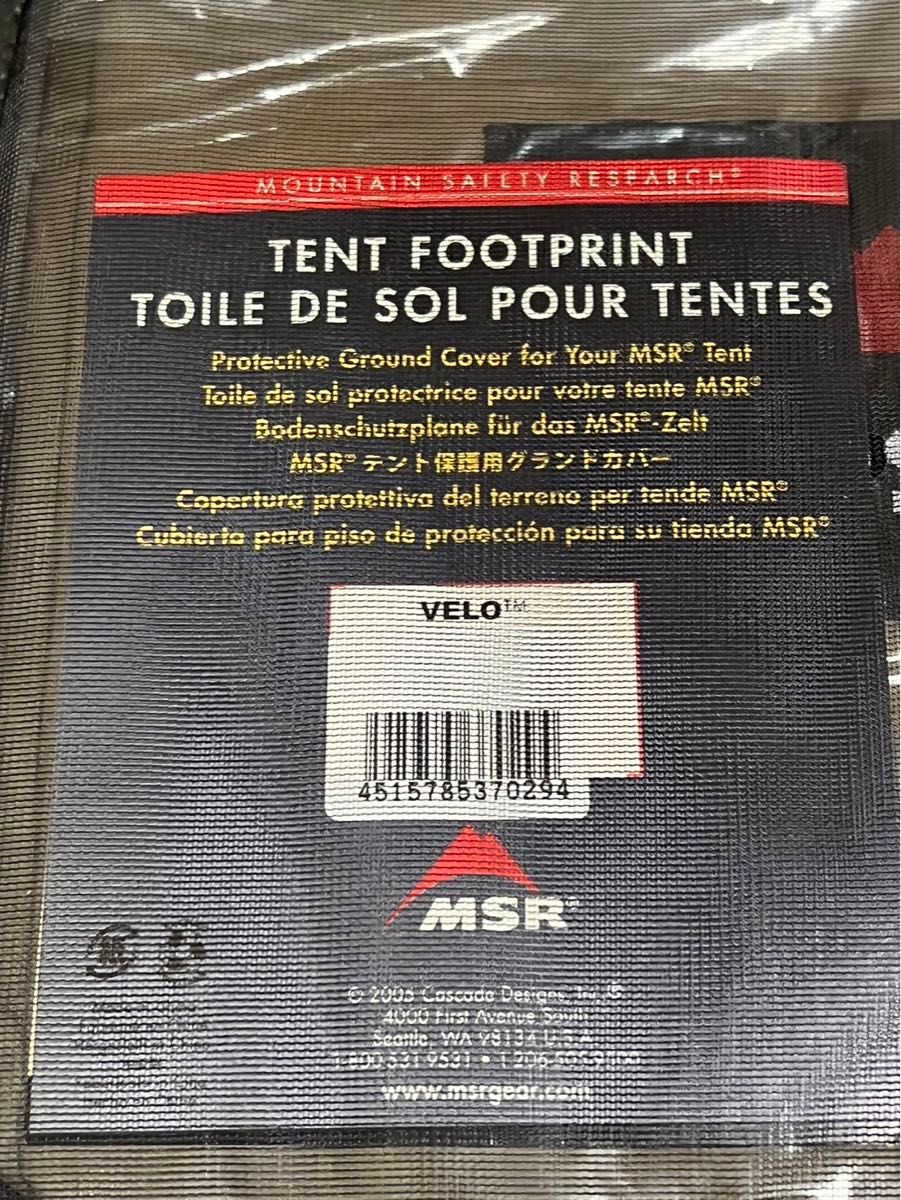 MOUNTAIN SAFETY RESEARCH®
TENT FOOTPRINT
TOILE DE SOL POUR TENTES
Protective Ground Cover for Your MSR® Tent
Toile de sol protectrice pour votre tente MSR®
Bodenschutzplane für das MSR®-Zelt
MSR®テント保護用グランドカバー
Copertura protettiva del terreno per tende MSR®
Cubierta para piso de protección para su tienda MSR®
VELO™
4515785370294
MSR®
© 2005 Cascade Designs, Inc.®
4000 First Avenue South
Seattle, WA 98134 U.S.A.
1-800-531-9531 •
www.msrgear.com